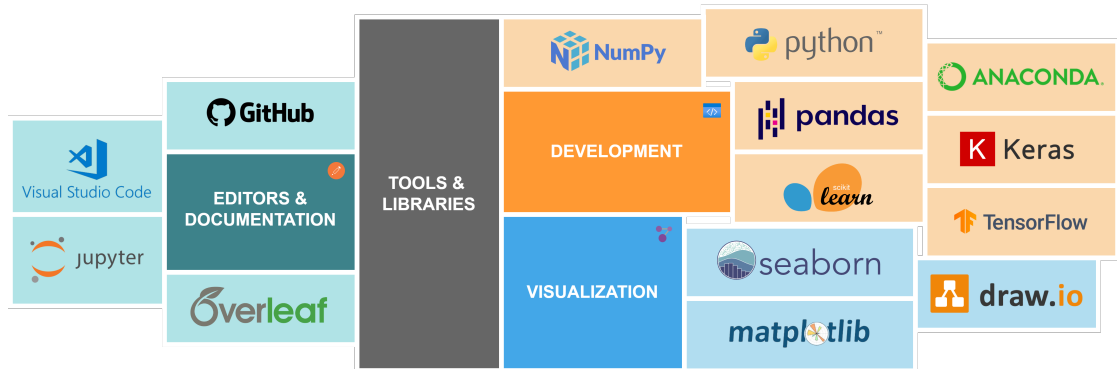 Visual Studio Code
jupyter
GitHub
EDITORS &
DOCUMENTATION
Overleaf
TOOLS &
LIBRARIES
NumPy
DEVELOPMENT
VISUALIZATION
python™
pandas
scikit
learn
seaborn
matplotlib
ANACONDA.
K Keras
TensorFlow
draw.io